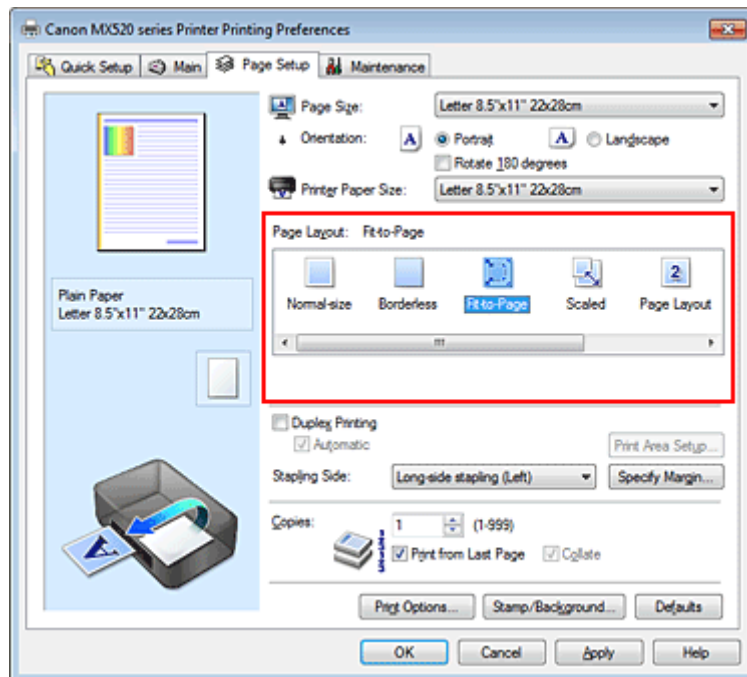 Canon MX520 series Printer Printing Preferences
Quick Setup Main Page Setup Maintenance
Page Size: Letter 8.5"x11" 22x28cm
Orientation: A Portrait A Landscape
Rotate 180 degrees
Printer Paper Size: Letter 8.5"x11" 22x28cm
Page Layout: Fit-to-Page
Normal-size Borderless Fit-to-Page Scaled 2 Page Layout
Plain Paper
Letter 8.5"x11" 22x28cm
Duplex Printing
Automatic Print Area Setup...
Stapling Side: Long-side stapling (Left) Specify Margin...
Copies: 1 (1-999)
Print from Last Page Collate
A
Print Options... Stamp/Background... Defaults
OK Cancel Apply Help